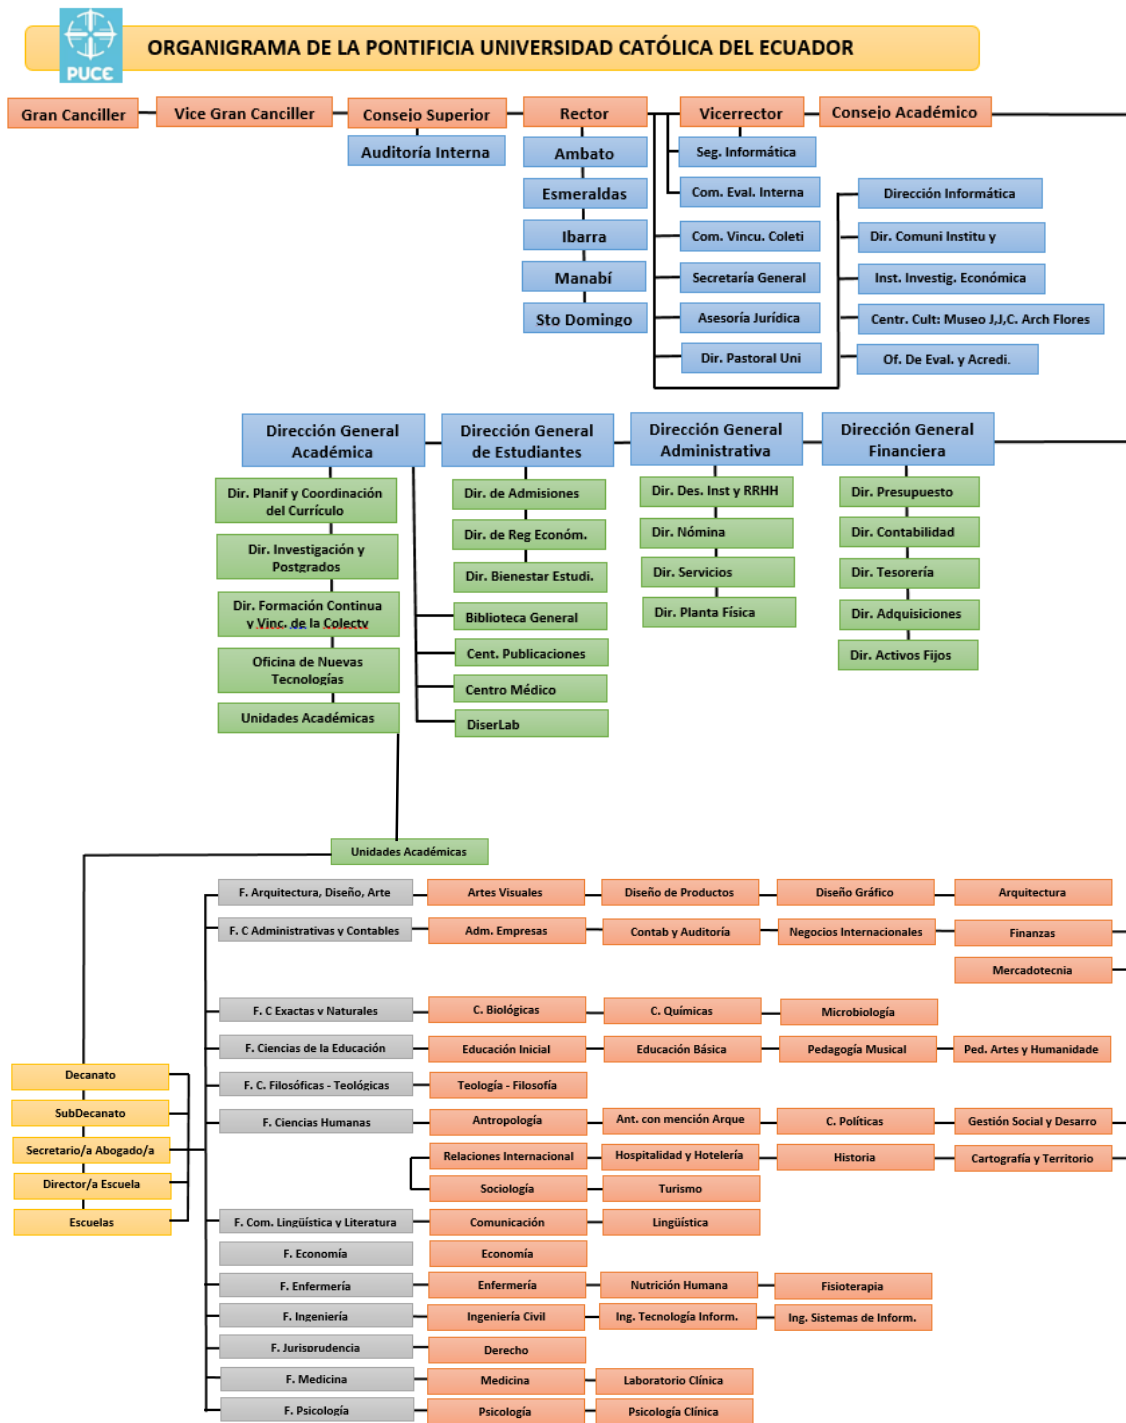 ORGANIGRAMA DE LA PONTIFICIA UNIVERSIDAD CATÓLICA DEL ECUADOR
PUCE
Gran Canciller
Vice Gran Canciller
Consejo Superior
Rector
Vicerrector
Consejo Académico
Auditoría Interna
Ambato
Esmeraldas
Ibarra
Manabí
Sto Domingo
Seg. Informática
Com. Eval. Interna
Com. Vincu. Coleti
Secretaría General
Asesoría Jurídica
Dir. Pastoral Uni
Dirección Informática
Dir. Comuni Institu y
Inst. Investig. Económica
Centr. Cult: Museo J,J,C. Arch Flores
Of. De Eval. y Acredi.
Dirección General
Académica
Dirección General
de Estudiantes
Dirección General
Administrativa
Dirección General
Financiera
Dir. Planif y Coordinación
del Currículo
Dir. Investigación y
Postgrados
Dir. Formación Continua
y Vinc. de la Colectv
Oficina de Nuevas
Tecnologías
Unidades Académicas
Dir. de Admisiones
Dir. de Reg Económ.
Dir. Bienestar Estudi.
Biblioteca General
Cent. Publicaciones
Centro Médico
DiserLab
Dir. Des. Inst y RRHH
Dir. Nómina
Dir. Servicios
Dir. Planta Física
Dir. Presupuesto
Dir. Contabilidad
Dir. Tesorería
Dir. Adquisiciones
Dir. Activos Fijos
Unidades Académicas
Decanato
SubDecanato
Secretario/a Abogado/a
Director/a Escuela
Escuelas
F. Arquitectura, Diseño, Arte
Artes Visuales
Diseño de Productos
Diseño Gráfico
Arquitectura
F. C Administrativas y Contables
Adm. Empresas
Contab y Auditoría
Negocios Internacionales
Finanzas
Mercadotecnia
F. C Exactas y Naturales
C. Biológicas
C. Químicas
Microbiología
F. Ciencias de la Educación
Educación Inicial
Educación Básica
Pedagogía Musical
Ped. Artes y Humanidade
F. C. Filosóficas - Teológicas
Teología - Filosofía
F. Ciencias Humanas
Antropología
Ant. con mención Arque
C. Políticas
Gestión Social y Desarro
Relaciones Internacional
Hospitalidad y Hotelería
Historia
Cartografía y Territorio
Sociología
Turismo
F. Com. Lingüística y Literatura
Comunicación
Lingüística
F. Economía
Economía
F. Enfermería
Enfermería
Nutrición Humana
Fisioterapia
F. Ingeniería
Ingeniería Civil
Ing. Tecnología Inform.
Ing. Sistemas de Inform.
F. Jurisprudencia
Derecho
F. Medicina
Medicina
Laboratorio Clínica
F. Psicología
Psicología
Psicología Clínica